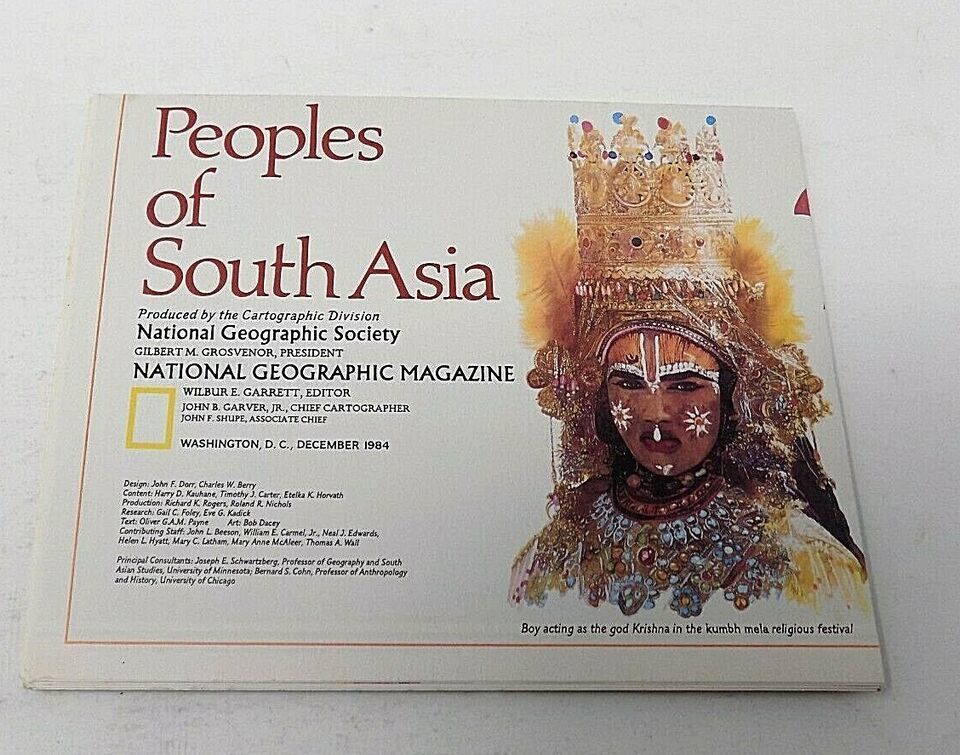 Peoples
of
South Asia
Produced by the Cartographic Division
National Geographic Society
GILBERT M. GROSVENOR, PRESIDENT
NATIONAL GEOGRAPHIC MAGAZINE
WILBUR E. GARRETT, EDITOR
JOHN B. GARVER, JR., CHIEF CARTOGRAPHER
JOHN F. SHUPE, ASSOCIATE CHIEF
WASHINGTON, D. C., DECEMBER 1984
Design: John F. Dorr, Charles W. Berry
Content: Harry D. Kauhane, Timothy J. Carter, Etelka K. Horvath
Production: Richard K. Rogers, Roland R. Nichols
Research: Gail C. Foley, Eve G. Kadick
Text: Oliver G.A.M. Payne Art: Bob Dacey
Contributing Staff: John L. Beeson, William E. Carmel, Jr., Neal J. Edwards,
Helen L. Hyatt, Mary C. Latham, Mary Anne McAleer, Thomas A. Wall
Principal Consultants: Joseph E. Schwartzberg, Professor of Geography and South
Asian Studies, University of Minnesota; Bernard S. Cohn, Professor of Anthropology
and History, University of Chicago
Boy acting as the god Krishna in the kumbh mela religious festival